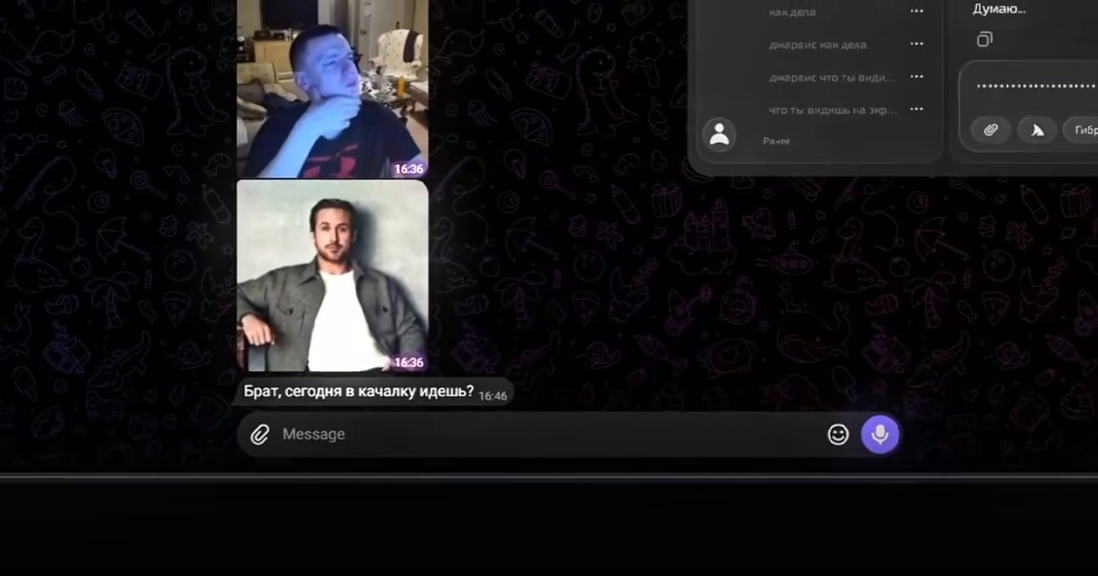 16:36
16:36
Брат, сегодня в качалку идешь? 16:46
Message
как дела
джарвис как дела
джарвис что ты види...
что ты видишь на экр...
Ранее
Думаю...
Гибр